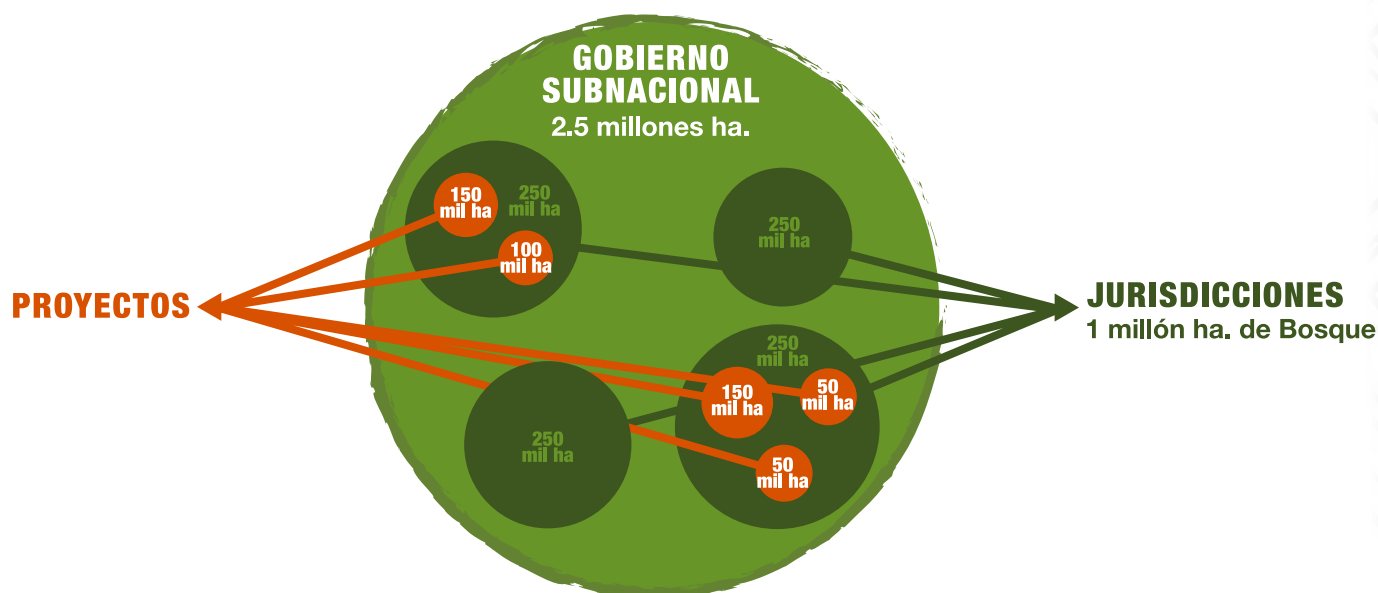 GOBIERNO
SUBNACIONAL
2.5 millones ha.
150
mil ha
250
mil ha
100
mil ha
250
mil ha
PROYECTOS
JURISDICCIONES
1 millón ha. de Bosque
250
mil ha
150
mil ha
50
mil ha
250
mil ha
50
mil ha